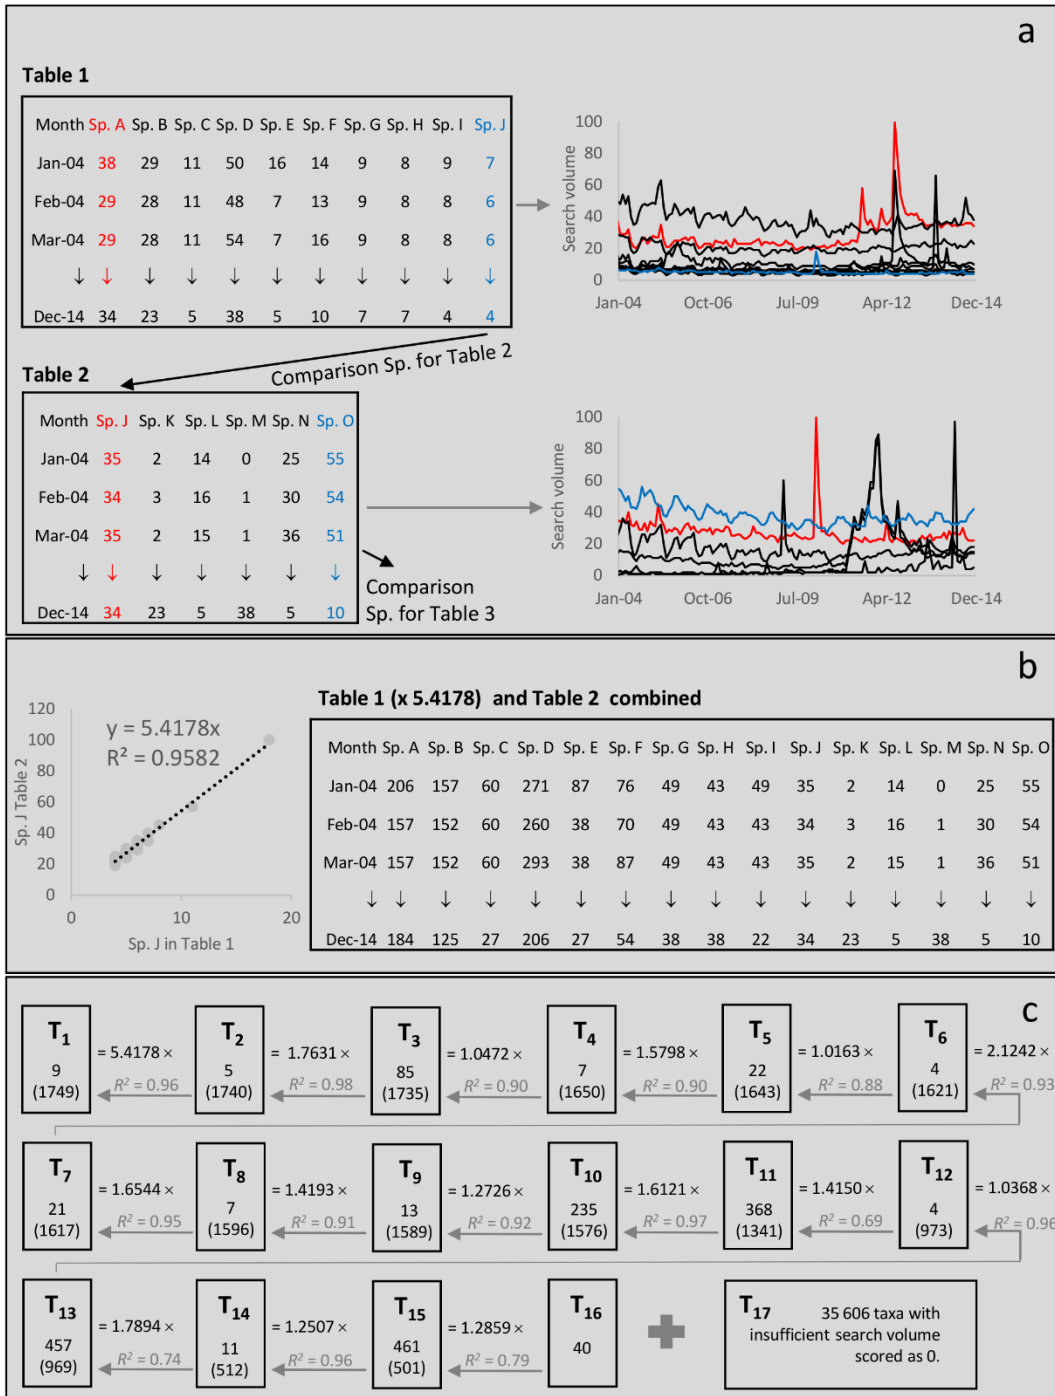 a
Table 1
Month Sp. A Sp. B Sp. C Sp. D Sp. E Sp. F Sp. G Sp. H Sp. I Sp. J
Jan-04 38 29 11 50 16 14 9 8 9 7
Feb-04 29 28 11 48 7 13 9 8 8 6
Mar-04 29 28 11 54 7 16 9 8 8 6
↓ ↓ ↓ ↓ ↓ ↓ ↓ ↓ ↓ ↓ ↓
Dec-14 34 23 5 38 5 10 7 7 4 4
Search volume
100
80
60
40
20
0
Jan-04 Oct-06 Jul-09 Apr-12 Dec-14
Comparison Sp. for Table 2
Table 2
Month Sp. J Sp. K Sp. L Sp. M Sp. N Sp. O
Jan-04 35 2 14 0 25 55
Feb-04 34 3 16 1 30 54
Mar-04 35 2 15 1 36 51
↓ ↓ ↓ ↓ ↓ ↓ ↓
Dec-14 34 23 5 38 5 10
Comparison
Sp. for Table 3
Search volume
100
80
60
40
20
0
Jan-04 Oct-06 Jul-09 Apr-12 Dec-14
b
Sp. J Table 2
120
100
80
60
40
20
0
y = 5.4178x
R² = 0.9582
0 10 20
Sp. J in Table 1
Table 1 (x 5.4178) and Table 2 combined
Month Sp. A Sp. B Sp. C Sp. D Sp. E Sp. F Sp. G Sp. H Sp. I Sp. J Sp. K Sp. L Sp. M Sp. N Sp. O
Jan-04 206 157 60 271 87 76 49 43 49 35 2 14 0 25 55
Feb-04 157 152 60 260 38 70 49 43 43 34 3 16 1 30 54
Mar-04 157 152 60 293 38 87 49 43 43 35 2 15 1 36 51
↓ ↓ ↓ ↓ ↓ ↓ ↓ ↓ ↓ ↓ ↓ ↓ ↓ ↓ ↓ ↓
Dec-14 184 125 27 206 27 54 38 38 22 34 23 5 38 5 10
c
T1 T2 T3 T4 T5 T6
= 5.4178 × = 1.7631 × = 1.0472 × = 1.5798 × = 1.0163 × = 2.1242 ×
9 5 85 7 22 4
R² = 0.96 R² = 0.98 R² = 0.90 R² = 0.90 R² = 0.88 R² = 0.93
(1749) (1740) (1735) (1650) (1643) (1621)
T7 T8 T9 T10 T11 T12
= 1.6544 × = 1.4193 × = 1.2726 × = 1.6121 × = 1.4150 × = 1.0368 ×
21 7 13 235 368 4
R² = 0.95 R² = 0.91 R² = 0.92 R² = 0.97 R² = 0.69 R² = 0.96
(1617) (1596) (1589) (1576) (1341) (973)
T13 T14 T15 T16
= 1.7894 × = 1.2507 × = 1.2859 ×
457 11 461 40
R² = 0.74 R² = 0.96 R² = 0.79
(969) (512) (501)
T17 35 606 taxa with
insufficient search volume
scored as 0.